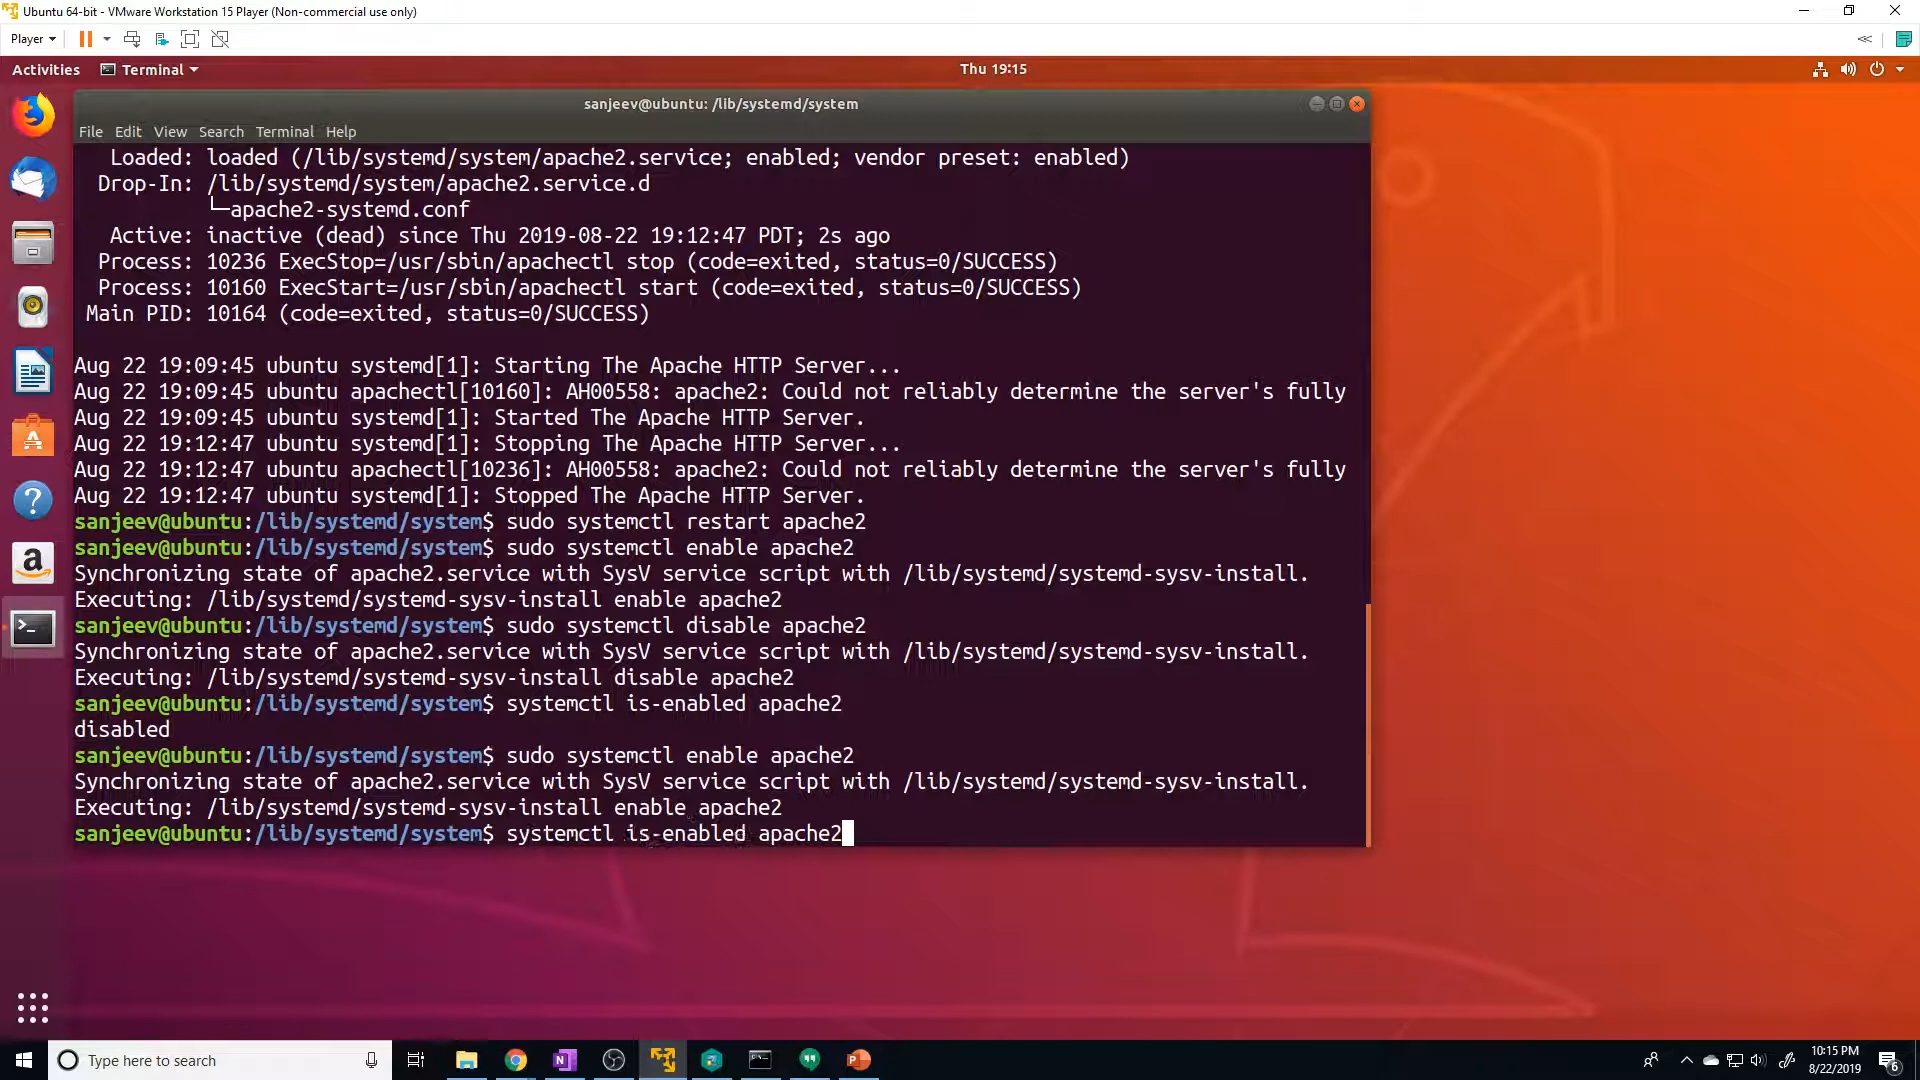 Ubuntu 64-bit - VMware Workstation 15 Player (Non-commercial use only)
Player
Activities
Terminal
Thu 19:15
sanjeev@ubuntu: /lib/systemd/system
File Edit View Search Terminal Help
Loaded: loaded (/lib/systemd/system/apache2.service; enabled; vendor preset: enabled)
Drop-In: /lib/systemd/system/apache2.service.d
└─apache2-systemd.conf
Active: inactive (dead) since Thu 2019-08-22 19:12:47 PDT; 2s ago
Process: 10236 ExecStop=/usr/sbin/apachectl stop (code=exited, status=0/SUCCESS)
Process: 10160 ExecStart=/usr/sbin/apachectl start (code=exited, status=0/SUCCESS)
Main PID: 10164 (code=exited, status=0/SUCCESS)
Aug 22 19:09:45 ubuntu systemd[1]: Starting The Apache HTTP Server...
Aug 22 19:09:45 ubuntu apachectl[10160]: AH00558: apache2: Could not reliably determine the server's fully
Aug 22 19:09:45 ubuntu systemd[1]: Started The Apache HTTP Server.
Aug 22 19:12:47 ubuntu systemd[1]: Stopping The Apache HTTP Server...
Aug 22 19:12:47 ubuntu apachectl[10236]: AH00558: apache2: Could not reliably determine the server's fully
Aug 22 19:12:47 ubuntu systemd[1]: Stopped The Apache HTTP Server.
sanjeev@ubuntu:/lib/systemd/system$ sudo systemctl restart apache2
sanjeev@ubuntu:/lib/systemd/system$ sudo systemctl enable apache2
Synchronizing state of apache2.service with SysV service script with /lib/systemd/systemd-sysv-install.
Executing: /lib/systemd/systemd-sysv-install enable apache2
sanjeev@ubuntu:/lib/systemd/system$ sudo systemctl disable apache2
Synchronizing state of apache2.service with SysV service script with /lib/systemd/systemd-sysv-install.
Executing: /lib/systemd/systemd-sysv-install disable apache2
sanjeev@ubuntu:/lib/systemd/system$ systemctl is-enabled apache2
disabled
sanjeev@ubuntu:/lib/systemd/system$ sudo systemctl enable apache2
Synchronizing state of apache2.service with SysV service script with /lib/systemd/systemd-sysv-install.
Executing: /lib/systemd/systemd-sysv-install enable apache2
sanjeev@ubuntu:/lib/systemd/system$ systemctl is-enabled apache2
Type here to search
10:15 PM
8/22/2019
6